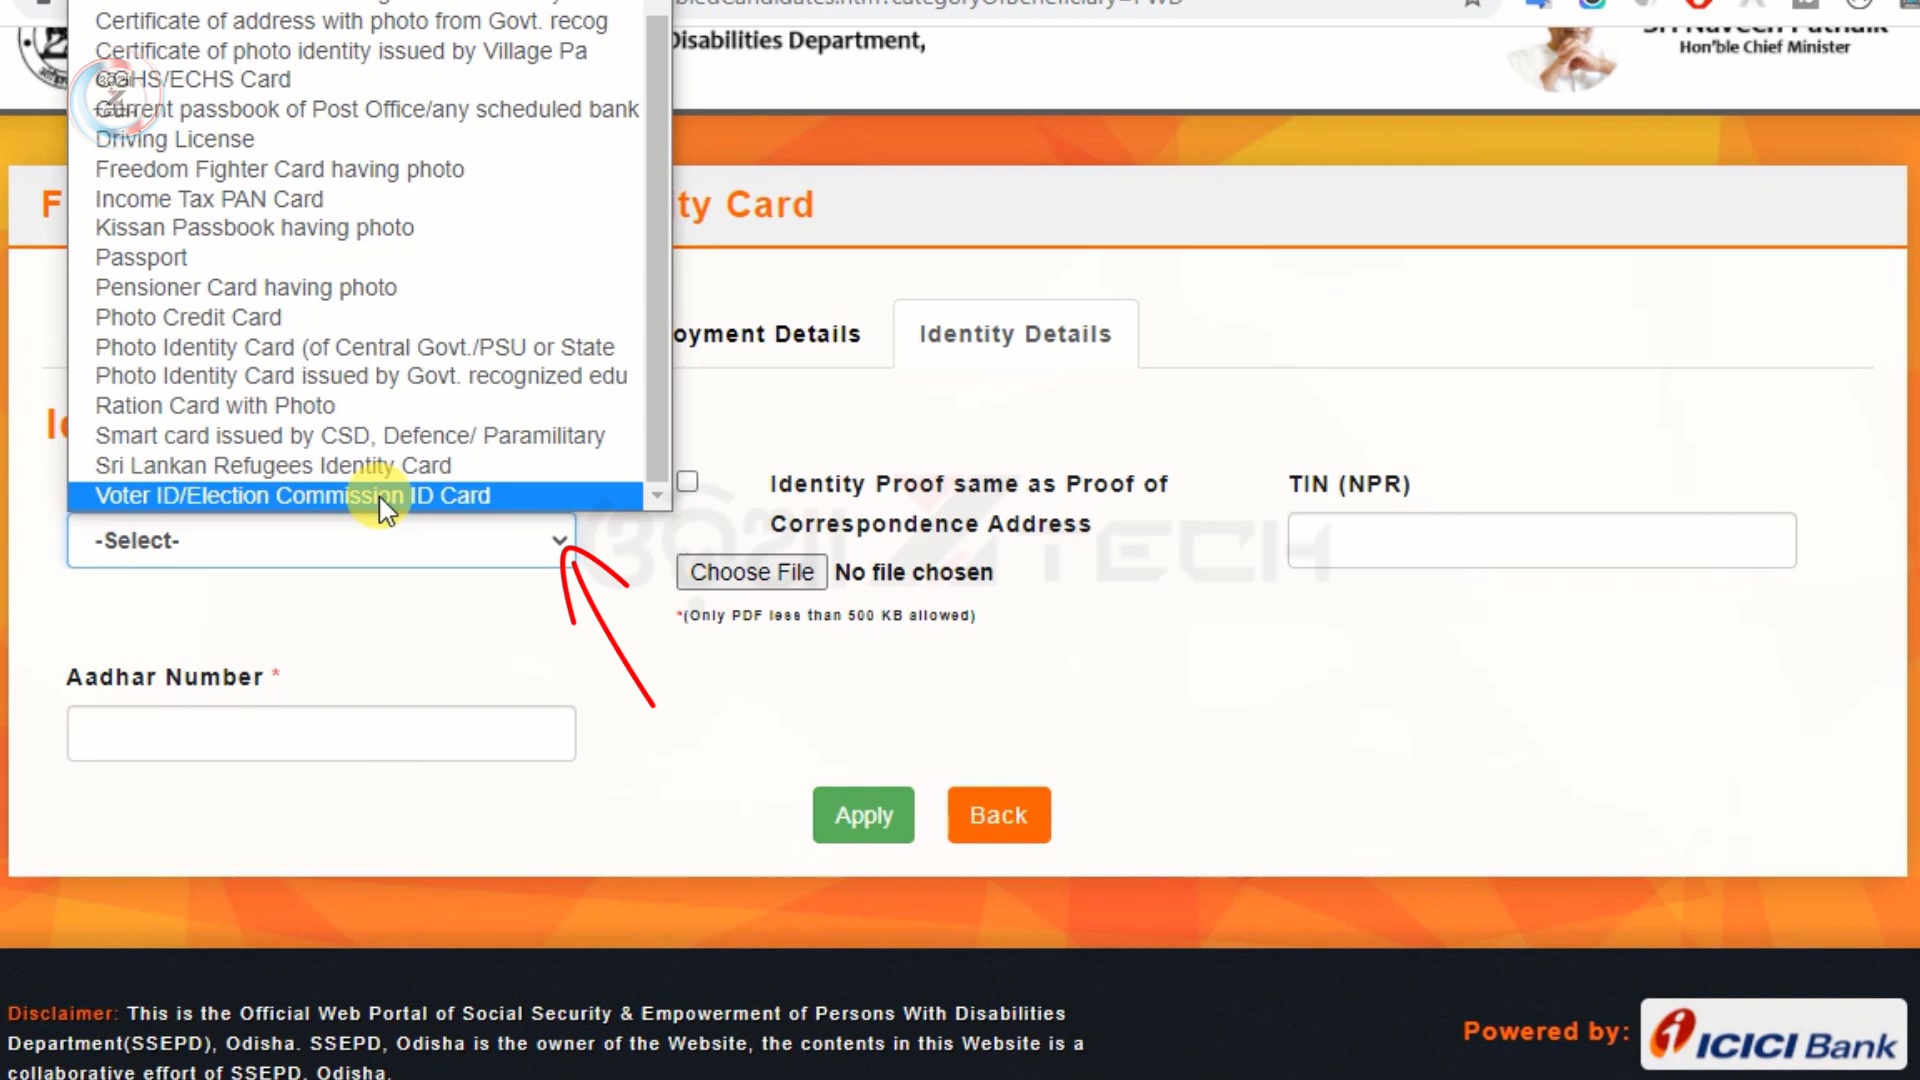 Certificate of address with photo from Govt. recog
Certificate of photo identity issued by Village Pa
CGHS/ECHS Card
Current passbook of Post Office/any scheduled bank
Driving License
Freedom Fighter Card having photo
Income Tax PAN Card
Kissan Passbook having photo
Passport
Pensioner Card having photo
Photo Credit Card
Photo Identity Card (of Central Govt./PSU or State
Photo Identity Card issued by Govt. recognized edu
Ration Card with Photo
Smart card issued by CSD, Defence/ Paramilitary
Sri Lankan Refugees Identity Card
Voter ID/Election Commission ID Card
-Select-
Disabilities Department,
Hon'ble Chief Minister
F
ty Card
oyment Details
Identity Details
Identity Proof same as Proof of
Correspondence Address
Choose File No file chosen
*(Only PDF less than 500 KB allowed)
TIN (NPR)
TECH
Aadhar Number *
Apply
Back
Disclaimer: This is the Official Web Portal of Social Security & Empowerment of Persons With Disabilities
Department(SSEPD), Odisha. SSEPD, Odisha is the owner of the Website, the contents in this Website is a
collaborative effort of SSEPD, Odisha.
Powered by:
ICICI Bank